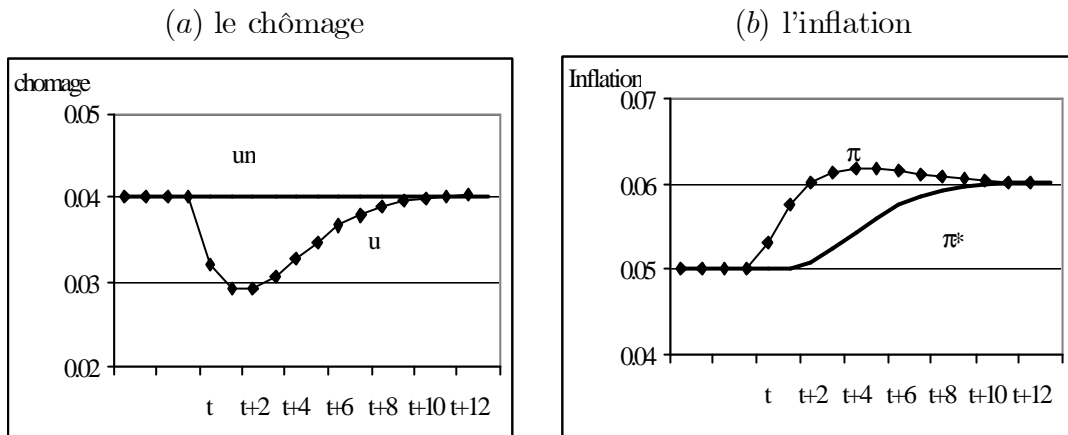 (a) le chômage
chomage
0.05
un
0.04
u
0.03
0.02
t t+2 t+4 t+6 t+8 t+10 t+12
(b) l'inflation
Inflation
0.07
π
0.06
π*
0.05
0.04
t t+2 t+4 t+6 t+8 t+10 t+12